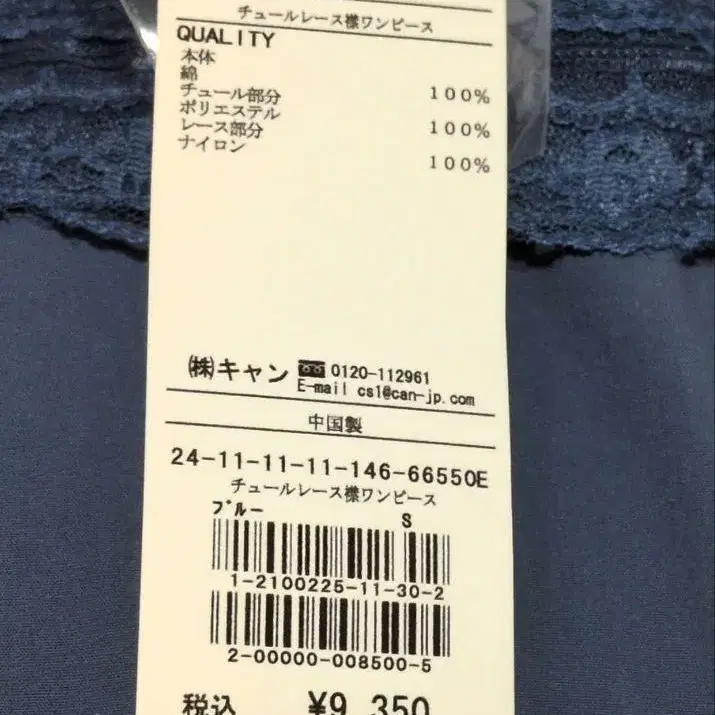 チュールレース様ワンピース
QUALITY
本体
綿
チュール部分 100%
ポリエステル
レース部分 100%
ナイロン
100%
㈱キャン 0120-112961
E-mail cs1@can-jp.com
中国製
24-11-11-11-146-66550E
チュールレース様ワンピース
ブルー S
1-2100225-11-30-2
2-00000-008500-5
税込 ¥9,350